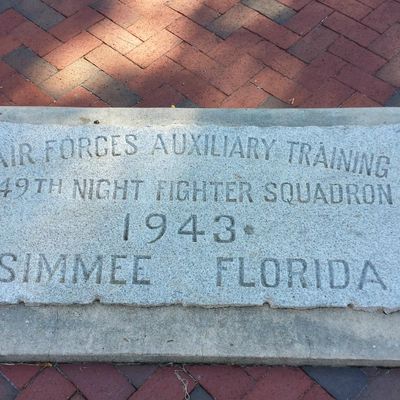 AIR FORCES AUXILIARY TRAINING
49TH NIGHT FIGHTER SQUADRON
1943
SIMMEE FLORIDA